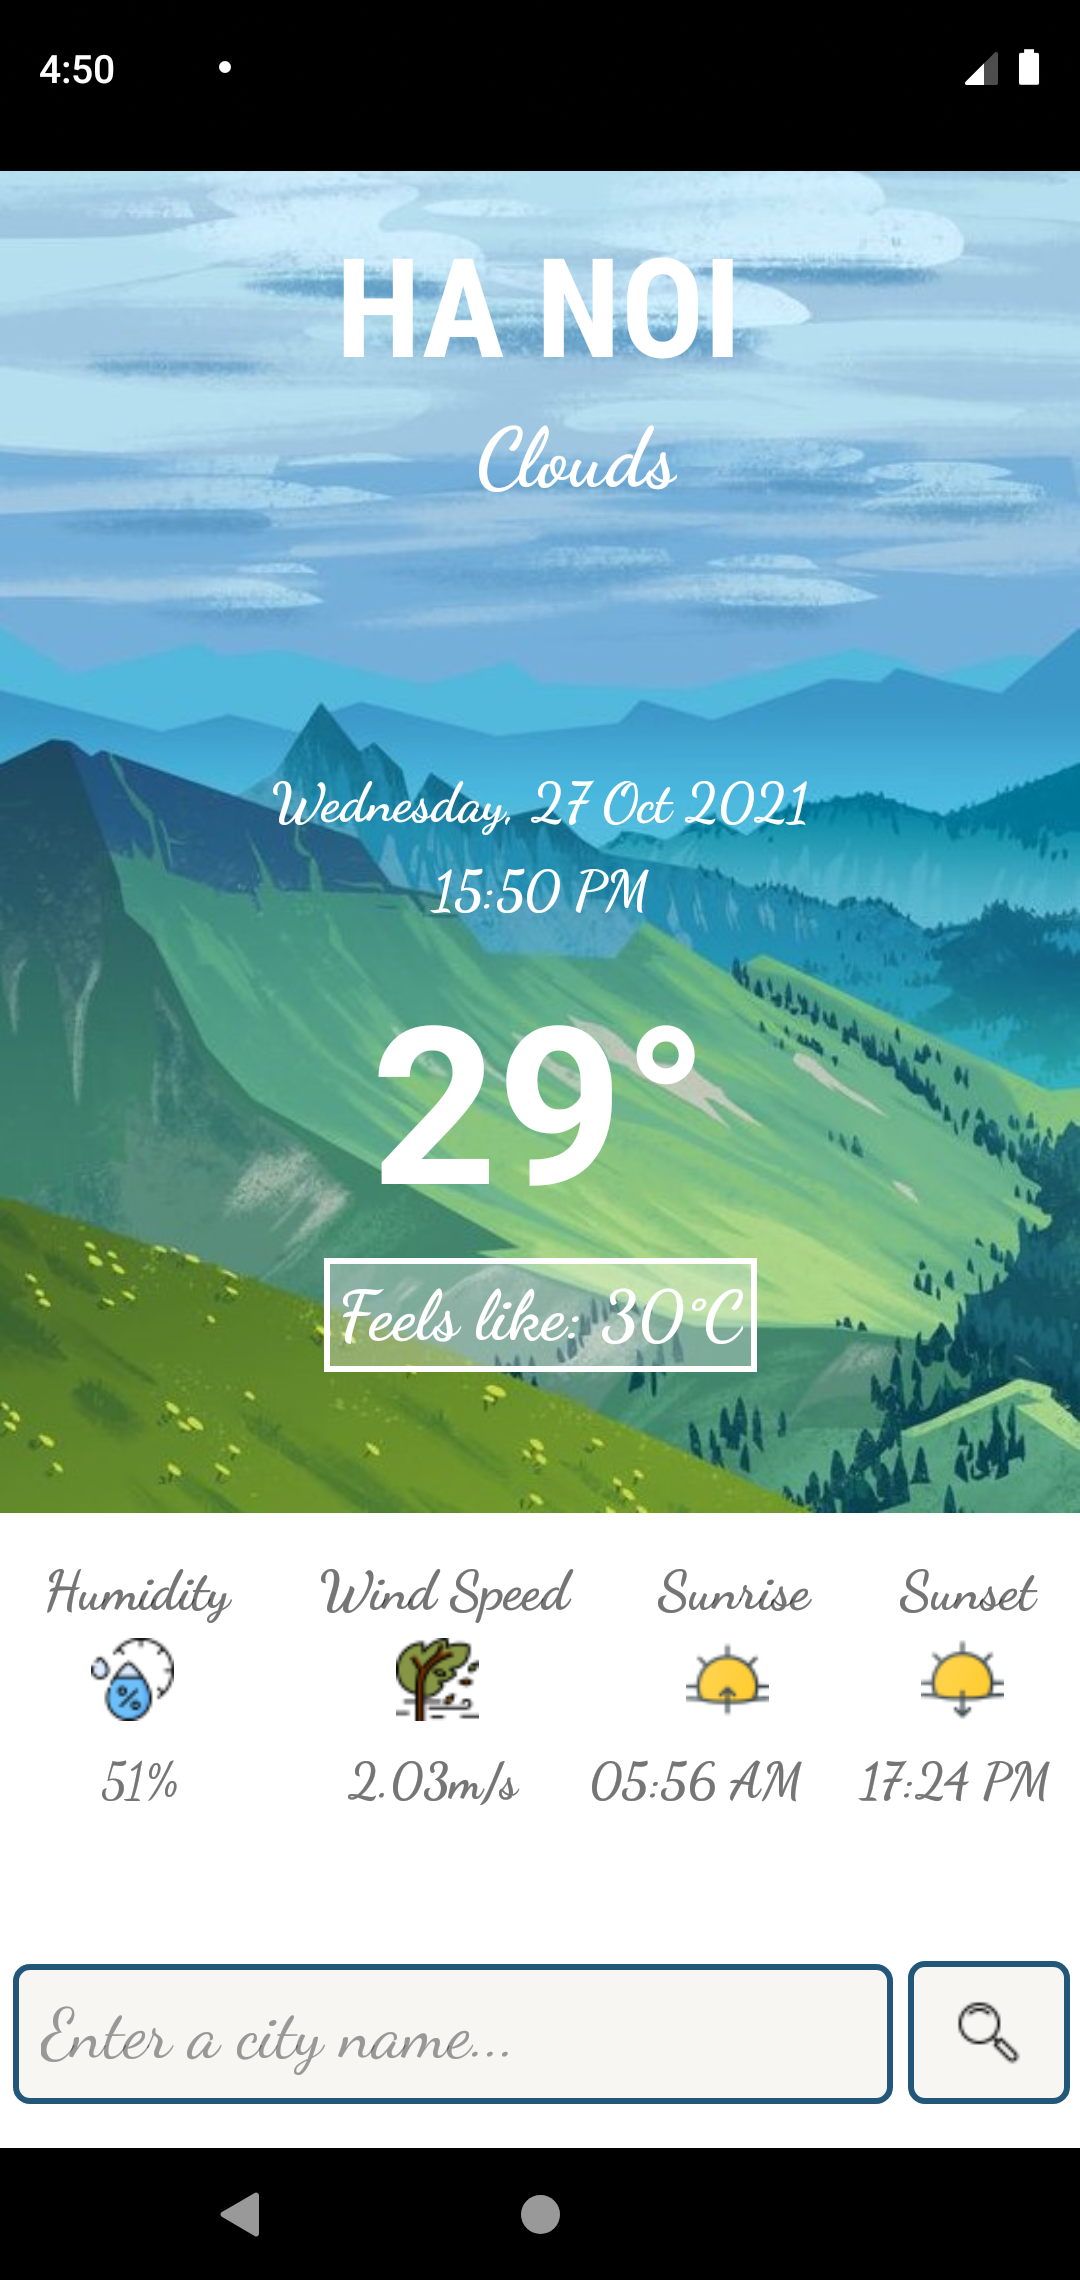 4:50
HA NOI
Clouds
Wednesday, 27 Oct 2021
15:50 PM
29°
Feels like: 30°C
Humidity Wind Speed Sunrise Sunset
%
51% 2.03m/s 05:56 AM 17:24 PM
Enter a city name...